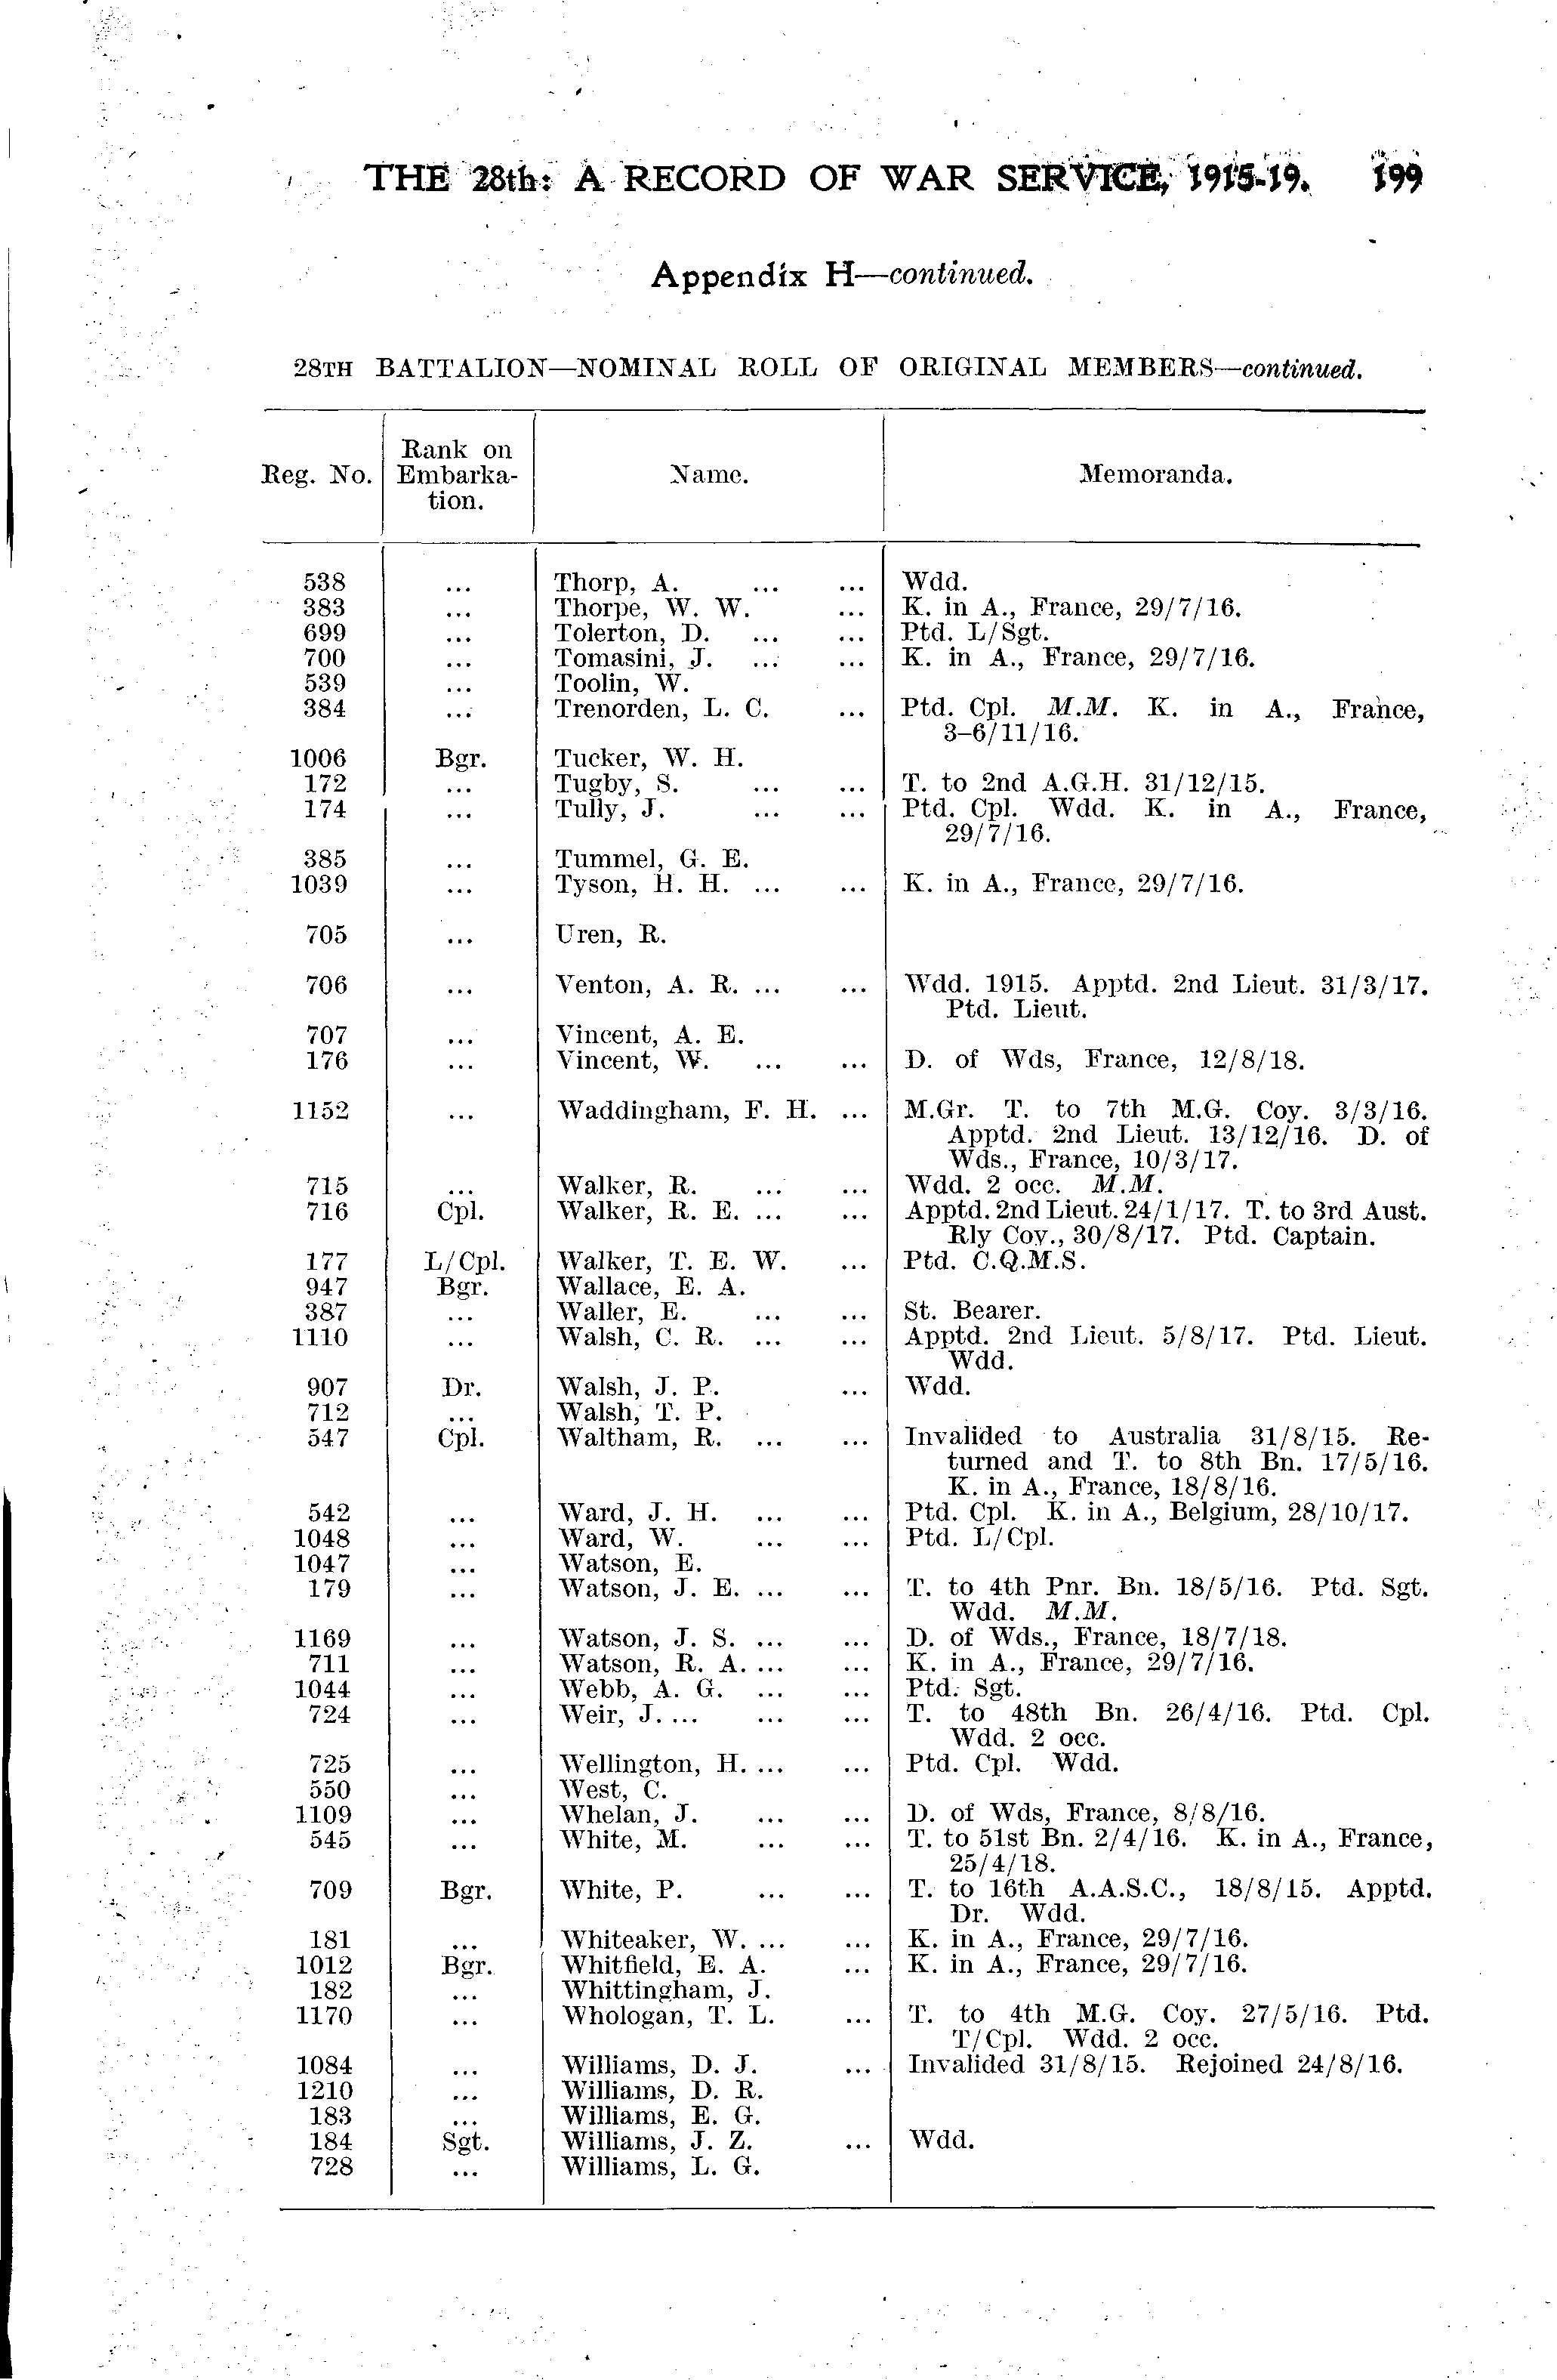 THE 28th: A RECORD OF WAR SERVICE, 1915-19. 199
Appendix H—continued.
28TH BATTALION—NOMINAL ROLL OF ORIGINAL MEMBERS—continued.
Reg. No. Rank on Embarka-tion. Name. Memoranda.
538 ... Thorp, A. ... ... Wdd.
383 ... Thorpe, W. W. ... K. in A., France, 29/7/16.
699 ... Tolerton, D. ... ... Ptd. L/Sgt.
700 ... Tomasini, J. ... ... K. in A., France, 29/7/16.
539 ... Toolin, W.
384 ... Trenorden, L. C. ... Ptd. Cpl. M.M. K. in A., France,
3–6/11/16.
1006 Bgr. Tucker, W. H.
172 ... Tugby, S. ... ... T. to 2nd A.G.H. 31/12/15.
174 ... Tully, J. ... ... Ptd. Cpl. Wdd. K. in A., France,
29/7/16.
385 ... Tummel, G. E.
1039 ... Tyson, H. H. ... ... K. in A., France, 29/7/16.
705 ... Uren, R.
706 ... Venton, A. R. ... ... Wdd. 1915. Apptd. 2nd Lieut. 31/3/17.
Ptd. Lieut.
707 ... Vincent, A. E.
176 ... Vincent, W. ... ... D. of Wds, France, 12/8/18.
1152 ... Waddingham, F. H. ... M.Gr. T. to 7th M.G. Coy. 3/3/16.
Apptd. 2nd Lieut. 13/12/16. D. of
Wds., France, 10/3/17.
715 ... Walker, R. ... ... Wdd. 2 occ. M.M.
716 Cpl. Walker, R. E. ... ... Apptd. 2nd Lieut. 24/1/17. T. to 3rd Aust.
Rly Coy., 30/8/17. Ptd. Captain.
177 L/Cpl. Walker, T. E. W. ... Ptd. C.Q.M.S.
947 Bgr. Wallace, E. A.
387 ... Waller, E. ... ... St. Bearer.
1110 ... Walsh, C. R. ... ... Apptd. 2nd Lieut. 5/8/17. Ptd. Lieut.
Wdd.
907 Dr. Walsh, J. P. ... Wdd.
712 ... Walsh, T. P.
547 Cpl. Waltham, R. ... ... Invalided to Australia 31/8/15. Re-
turned and T. to 8th Bn. 17/5/16.
K. in A., France, 18/8/16.
542 ... Ward, J. H. ... ... Ptd. Cpl. K. in A., Belgium, 28/10/17.
1048 ... Ward, W. ... ... Ptd. L/Cpl.
1047 ... Watson, E.
179 ... Watson, J. E. ... ... T. to 4th Pnr. Bn. 18/5/16. Ptd. Sgt.
Wdd. M.M.
1169 ... Watson, J. S. ... ... D. of Wds., France, 18/7/18.
711 ... Watson, R. A. ... ... K. in A., France, 29/7/16.
1044 ... Webb, A. G. ... ... Ptd. Sgt.
724 ... Weir, J. ... ... ... T. to 48th Bn. 26/4/16. Ptd. Cpl.
Wdd. 2 occ.
725 ... Wellington, H. ... ... Ptd. Cpl. Wdd.
550 ... West, C.
1109 ... Whelan, J. ... ... D. of Wds, France, 8/8/16.
545 ... White, M. ... ... T. to 51st Bn. 2/4/16. K. in A., France,
25/4/18.
709 Bgr. White, P. ... ... T. to 16th A.A.S.C., 18/8/15. Apptd.
Dr. Wdd.
181 ... Whiteaker, W. ... ... K. in A., France, 29/7/16.
1012 Bgr. Whitfield, E. A. ... K. in A., France, 29/7/16.
182 ... Whittingham, J.
1170 ... Whologan, T. L. ... T. to 4th M.G. Coy. 27/5/16. Ptd.
T/Cpl. Wdd. 2 occ.
1084 ... Williams, D. J. ... Invalided 31/8/15. Rejoined 24/8/16.
1210 ... Williams, D. R.
183 ... Williams, E. G.
184 Sgt. Williams, J. Z. ... Wdd.
728 ... Williams, L. G.